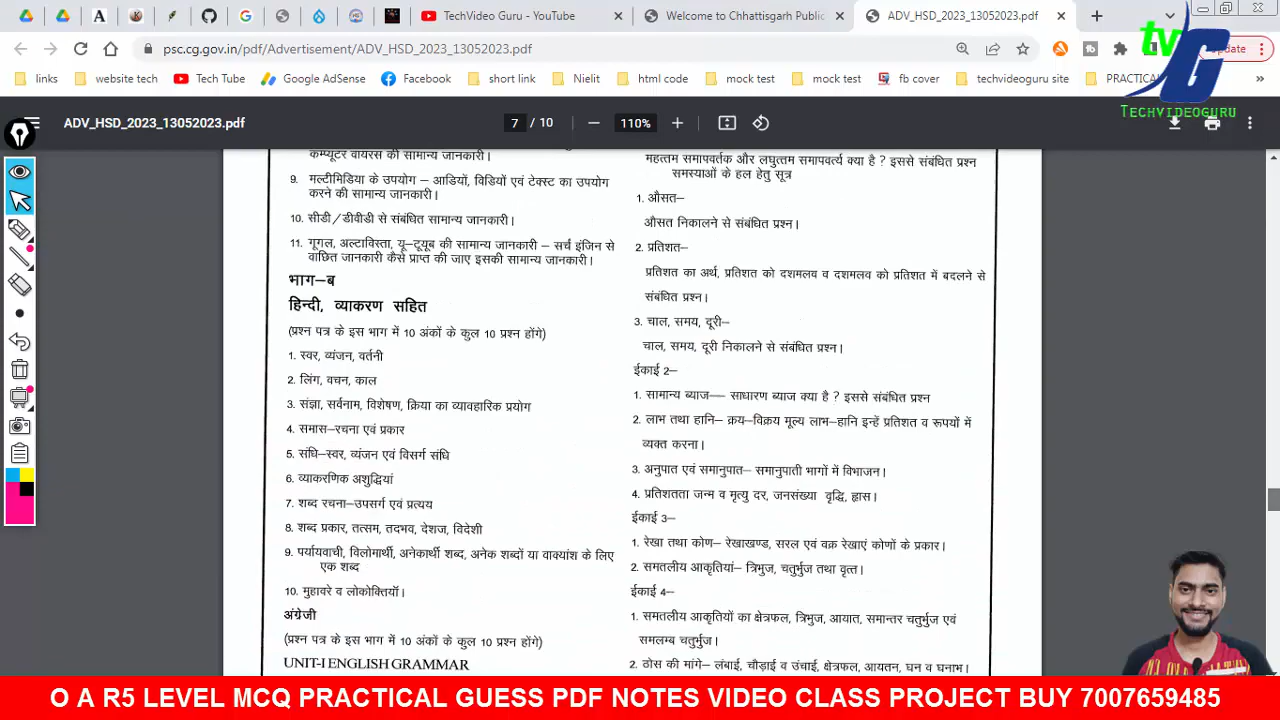 TechVideo Guru - YouTube
Welcome to Chhattisgarh Public
ADV_HSD_2023_13052023.pdf
psc.cg.gov.in/pdf/Advertisement/ADV_HSD_2023_13052023.pdf
Update
links
website tech
Tech Tube
Google AdSense
Facebook
short link
Nielit
html code
mock test
mock test
fb cover
techvideoguru site
PRACTICAL
tv
G
TECHVIDEOGURU
ADV_HSD_2023_13052023.pdf
7 / 10
110%
कम्प्यूटर वायरस की सामान्य जानकारी।
9. मल्टीमिडिया के उपयोग – आडियों, विडियों एवं टेक्स्ट का उपयोग
करने की सामान्य जानकारी।
10. सीडी/डीवीडी से संबंधित सामान्य जानकारी।
11. गूगल, अल्टाविस्ता, यू–ट्यूब की सामान्य जानकारी – सर्च इंजिन से
वांछित जानकारी कैसे प्राप्त की जाए इसकी सामान्य जानकारी।
भाग–ब
हिन्दी, व्याकरण सहित
(प्रश्न पत्र के इस भाग में 10 अंकों के कुल 10 प्रश्न होंगे)
1. स्वर, व्यंजन, वर्तनी
2. लिंग, वचन, काल
3. संज्ञा, सर्वनाम, विशेषण, क्रिया का व्यावहारिक प्रयोग
4. समास–रचना एवं प्रकार
5. संधि–स्वर, व्यंजन एवं विसर्ग संधि
6. व्याकरणिक अशुद्धियां
7. शब्द रचना–उपसर्ग एवं प्रत्यय
8. शब्द प्रकार, तत्सम, तदभव, देशज, विदेशी
9. पर्यायवाची, विलोमार्थी, अनेकार्थी शब्द, अनेक शब्दों या वाक्यांश के लिए
एक शब्द
10. मुहावरे व लोकोक्तियॉ।
अंग्रेजी
(प्रश्न पत्र के इस भाग में 10 अंकों के कुल 10 प्रश्न होंगे)
UNIT-I ENGLISH GRAMMAR
महत्तम समापवर्तक और लघुत्तम समापवर्त्य क्या है ? इससे संबंधित प्रश्न
समस्याओं के हल हेतु सूत्र
1. औसत–
औसत निकालने से संबंधित प्रश्न।
2. प्रतिशत–
प्रतिशत का अर्थ, प्रतिशत को दशमलव व दशमलव को प्रतिशत में बदलने से
संबंधित प्रश्न।
3. चाल, समय, दूरी–
चाल, समय, दूरी निकालने से संबंधित प्रश्न।
ईकाई 2–
1. सामान्य ब्याज–– साधारण ब्याज क्या है ? इससे संबंधित प्रश्न
2. लाभ तथा हानि– क्रय–विक्रय मूल्य लाभ–हानि इन्हें प्रतिशत व रूपयों में
व्यक्त करना।
3. अनुपात एवं समानुपात– समानुपाती भागों में विभाजन।
4. प्रतिशतता जन्म व मृत्यु दर, जनसंख्या वृद्धि, ह्रास।
ईकाई 3–
1. रेखा तथा कोण– रेखाखण्ड, सरल एवं वक्र रेखाएं कोणों के प्रकार।
2. समतलीय आकृतियां– त्रिभुज, चतुर्भुज तथा वृत्त।
ईकाई 4–
1. समतलीय आकृतियों का क्षेत्रफल, त्रिभुज, आयात, समान्तर चतुर्भुज एवं
समलम्ब चतुर्भुज।
2. ठोस की मांगे– लंबाई, चौड़ाई व उंचाई, क्षेत्रफल, आयतन, घन व घनाभ।
O A R5 LEVEL MCQ PRACTICAL GUESS PDF NOTES VIDEO CLASS PROJECT BUY 7007659485